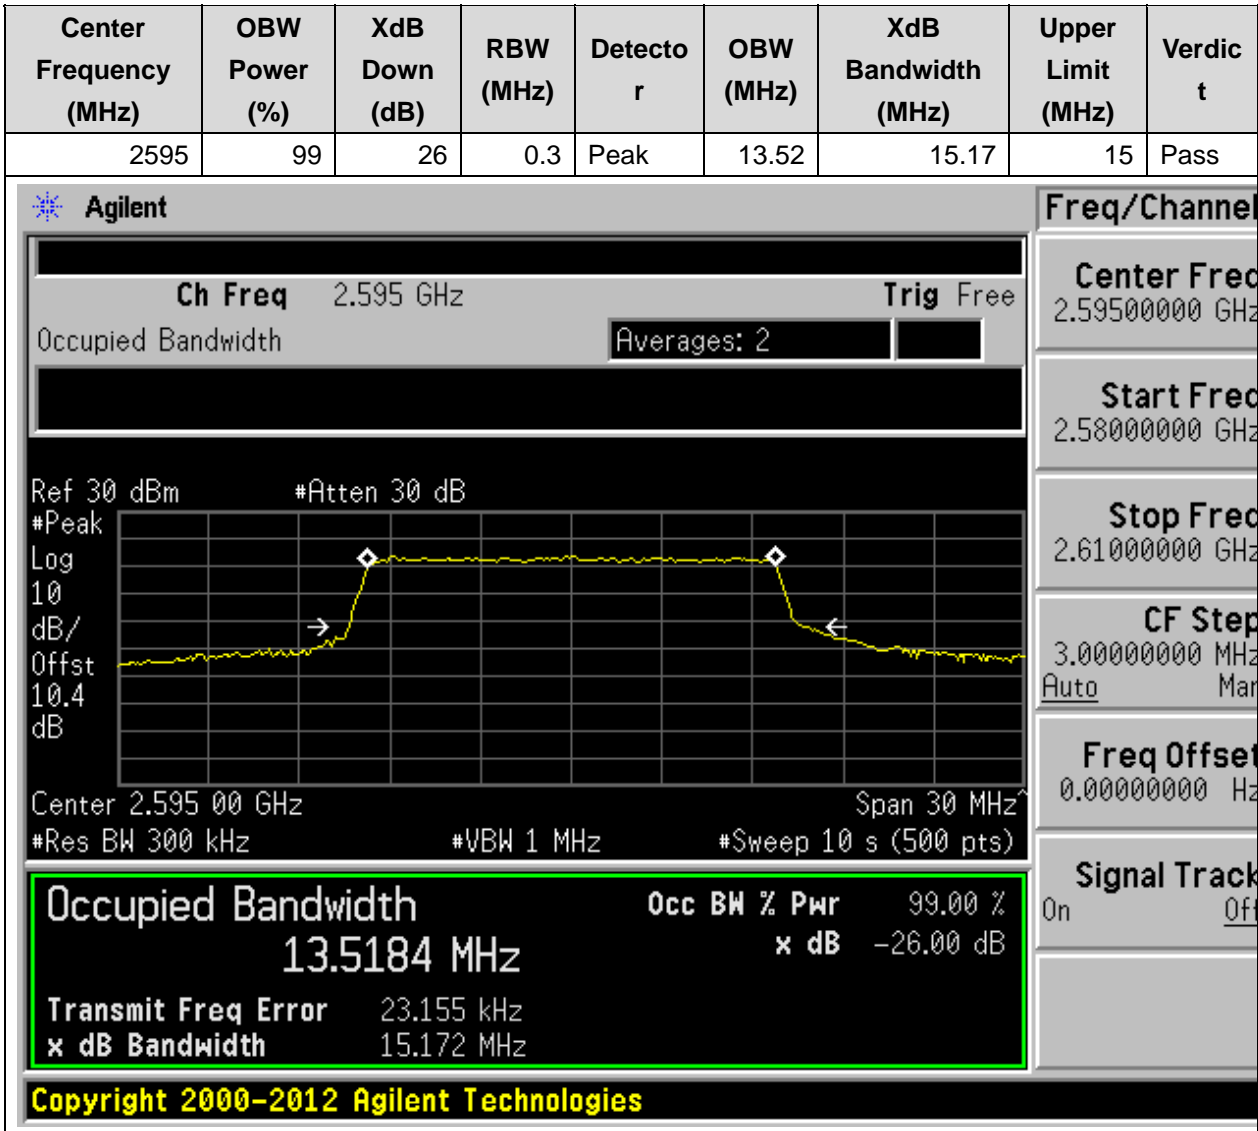 Center Frequency (MHz) OBW Power (%) XdB Down (dB) RBW (MHz) Detecto r OBW (MHz) XdB Bandwidth (MHz) Upper Limit (MHz) Verdic t
2595 99 26 0.3 Peak 13.52 15.17 15 Pass
Agilent
Freq/Channel
Ch Freq 2.595 GHz Trig Free
Occupied Bandwidth Averages: 2
Ref 30 dBm #Atten 30 dB
#Peak
Log
10
dB/
Offst
10.4
dB
Center 2.595 00 GHz Span 30 MHz^
#Res BW 300 kHz #VBW 1 MHz #Sweep 10 s (500 pts)
Occupied Bandwidth Occ BW % Pwr 99.00 %
13.5184 MHz x dB -26.00 dB
Transmit Freq Error 23.155 kHz
x dB Bandwidth 15.172 MHz
Center Freq
2.59500000 GHz
Start Freq
2.58000000 GHz
Stop Freq
2.61000000 GHz
CF Step
3.00000000 MHz
Auto Man
Freq Offset
0.00000000 Hz
Signal Track
On Off
Copyright 2000-2012 Agilent Technologies